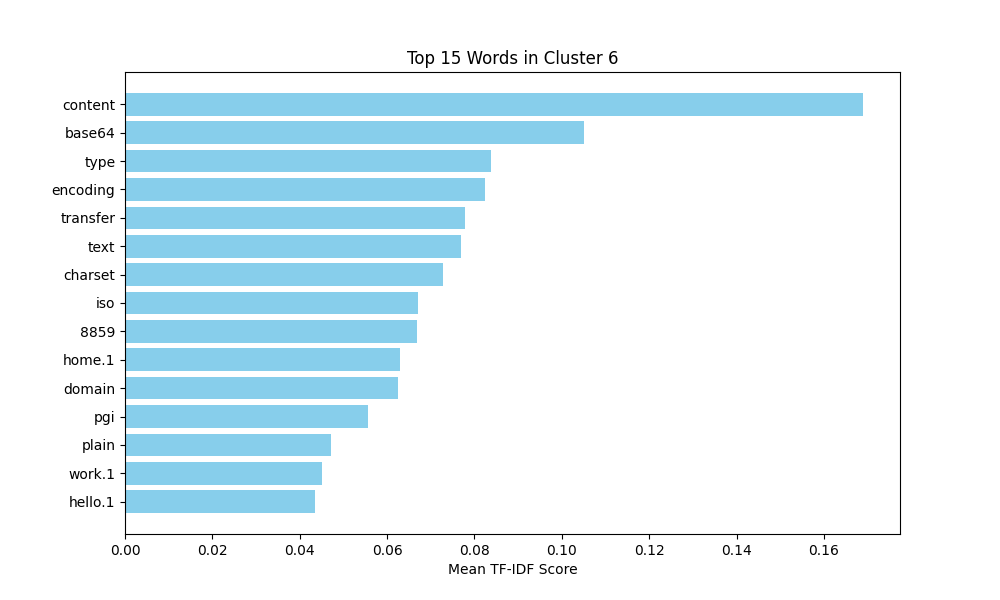 Top 15 Words in Cluster 6
content
base64
type
encoding
transfer
text
charset
iso
8859
home.1
domain
pgi
plain
work.1
hello.1
0.00 0.02 0.04 0.06 0.08 0.10 0.12 0.14 0.16
Mean TF-IDF Score